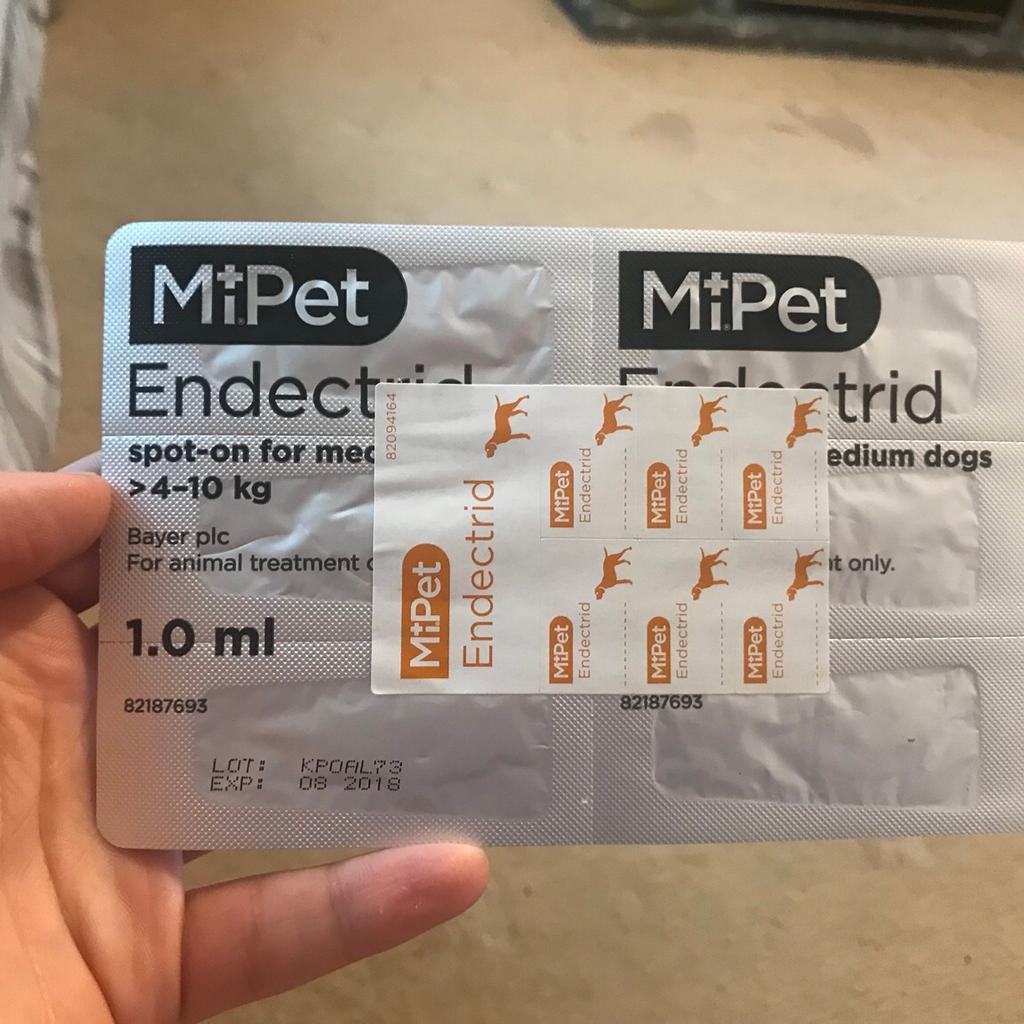 MiPet
Endectrid
spot-on for med
>4–10 kg
Bayer plc
For animal treatment o
1.0 ml
82187693
LOT: KPOAL73
EXP: 08 2018
MiPet
Endectrid
edium dogs
nt only.
82187693
82094164
MiPet
Endectrid
MiPet
Endectrid
MiPet
Endectrid
MiPet
Endectrid
MiPet
Endectrid
MiPet
Endectrid
MiPet
Endectrid